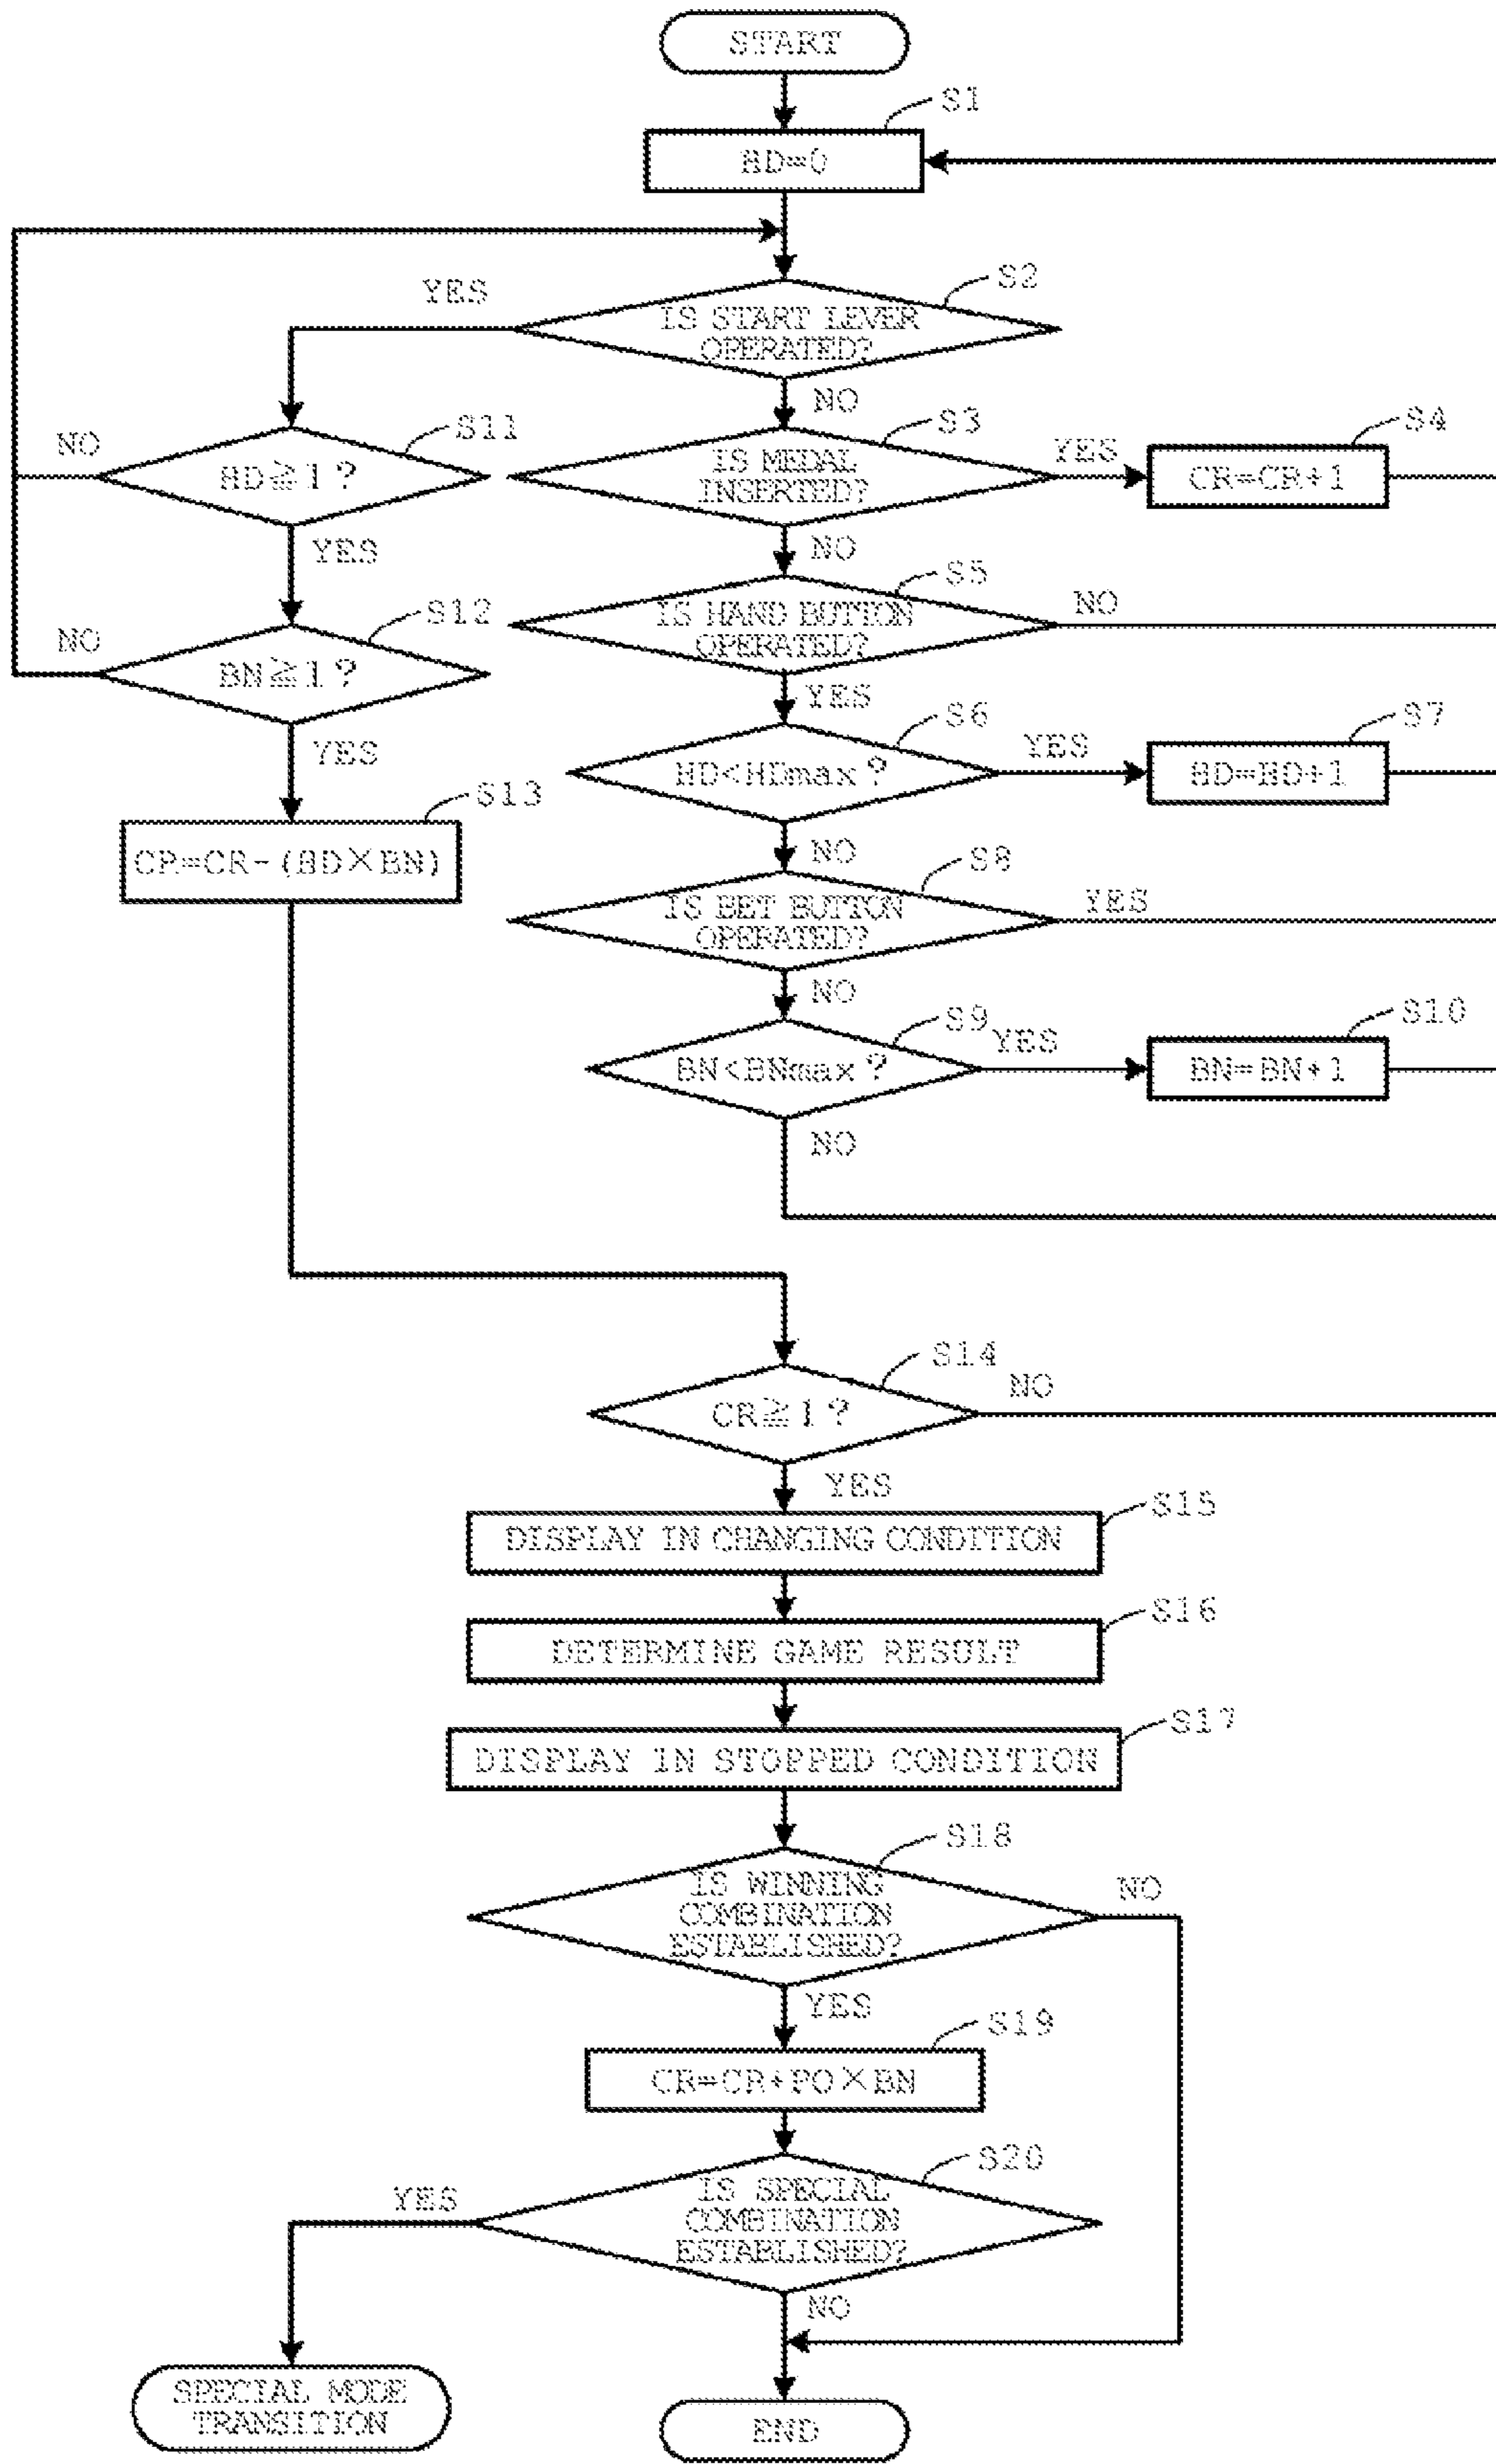 START
S1
HD=0
S2
YES
IS START LEVER
OPERATED?
NO
S11
NO
HD≧1?
YES
S3
IS MEDAL
INSERTED?
YES
S4
CR=CR+1
NO
S12
NO
BN≧1?
YES
S5
IS HAND BUTTON
OPERATED?
NO
YES
S6
HD<HDmax?
YES
S7
HD=HD+1
NO
S13
CR=CR-(HD×BN)
S8
IS BET BUTTON
OPERATED?
YES
NO
S9
BN<BNmax?
YES
S10
BN=BN+1
NO
S14
CR≧1?
NO
YES
S15
DISPLAY IN CHANGING CONDITION
S16
DETERMINE GAME RESULT
S17
DISPLAY IN STOPPED CONDITION
S18
IS WINNING
COMBINATION
ESTABLISHED?
NO
YES
S19
CR=CR+PO×BN
S20
YES
IS SPECIAL
COMBINATION
ESTABLISHED?
NO
SPECIAL MODE
TRANSITION
END